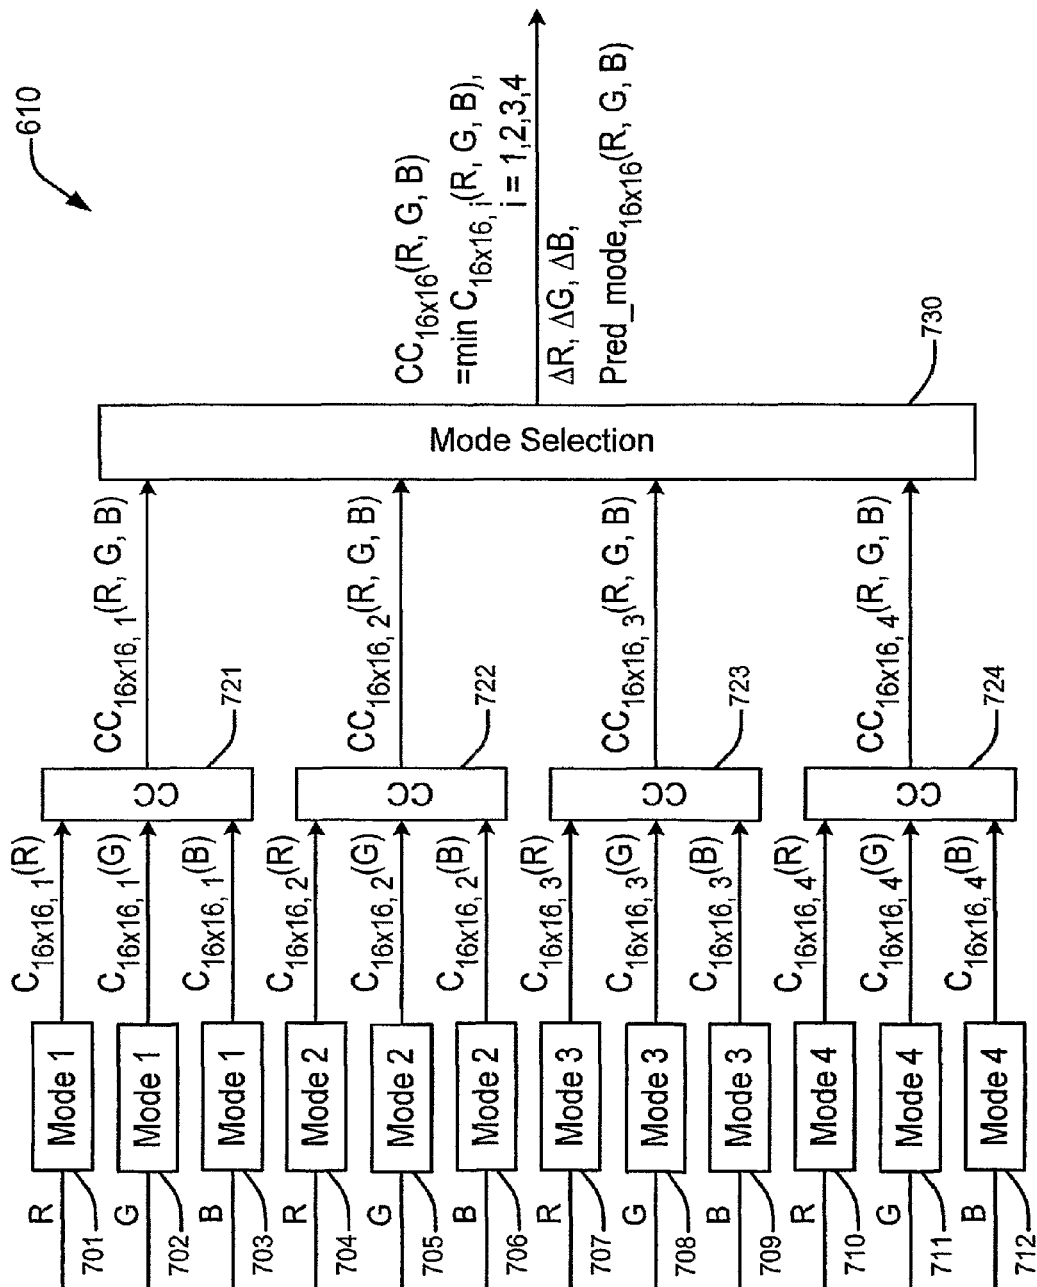 610
R
701
Mode 1
C16x16, 1(R)
G
702
Mode 1
C16x16, 1(G)
B
703
Mode 1
C16x16, 1(B)
CC
721
CC16x16, 1(R, G, B)
R
704
Mode 2
C16x16, 2(R)
G
705
Mode 2
C16x16, 2(G)
B
706
Mode 2
C16x16, 2(B)
CC
722
CC16x16, 2(R, G, B)
R
707
Mode 3
C16x16, 3(R)
G
708
Mode 3
C16x16, 3(G)
B
709
Mode 3
C16x16, 3(B)
CC
723
CC16x16, 3(R, G, B)
R
710
Mode 4
C16x16, 4(R)
G
711
Mode 4
C16x16, 4(G)
B
712
Mode 4
C16x16, 4(B)
CC
724
CC16x16, 4(R, G, B)
Mode Selection
730
CC16x16(R, G, B)
=min C16x16, i(R, G, B),
i = 1,2,3,4
ΔR, ΔG, ΔB,
Pred_mode16x16(R, G, B)